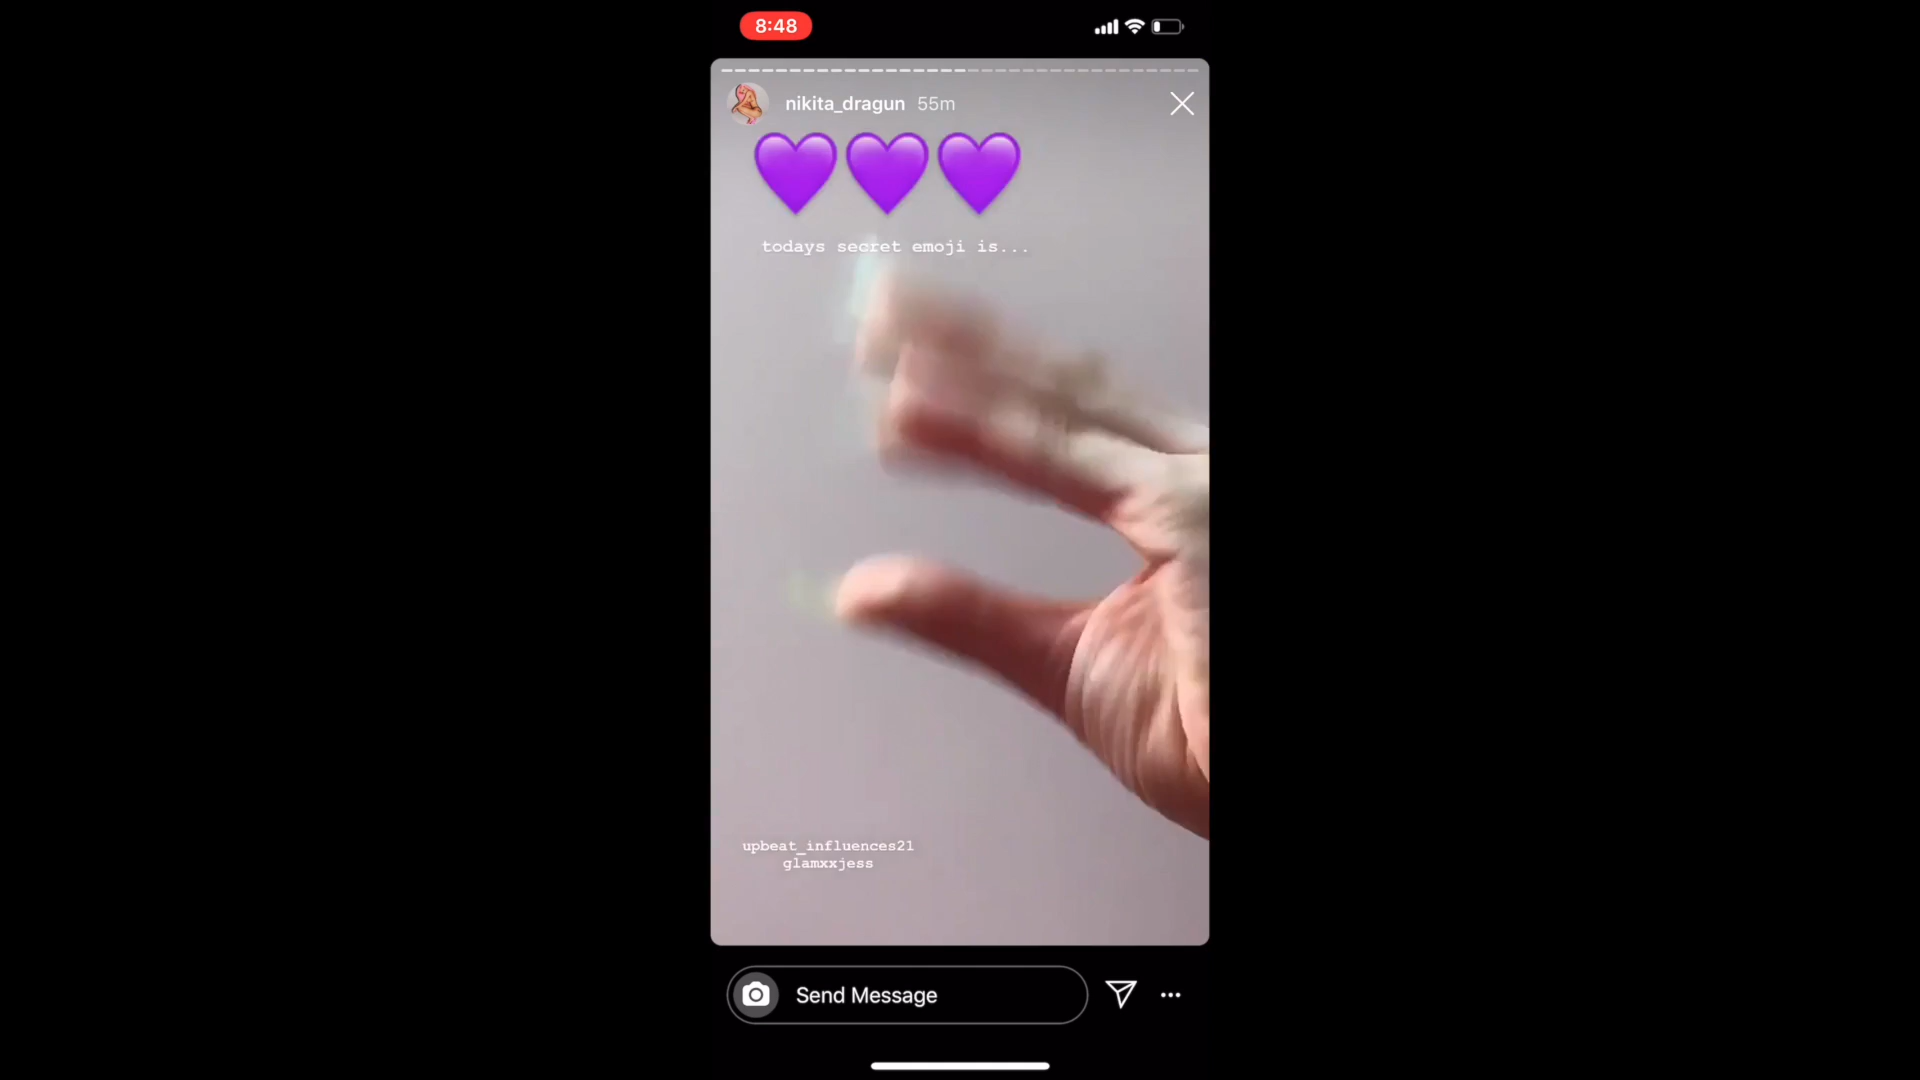 8:48
nikita_dragun 55m
todays secret emoji is...
upbeat_influences21
glamxxjess
Send Message